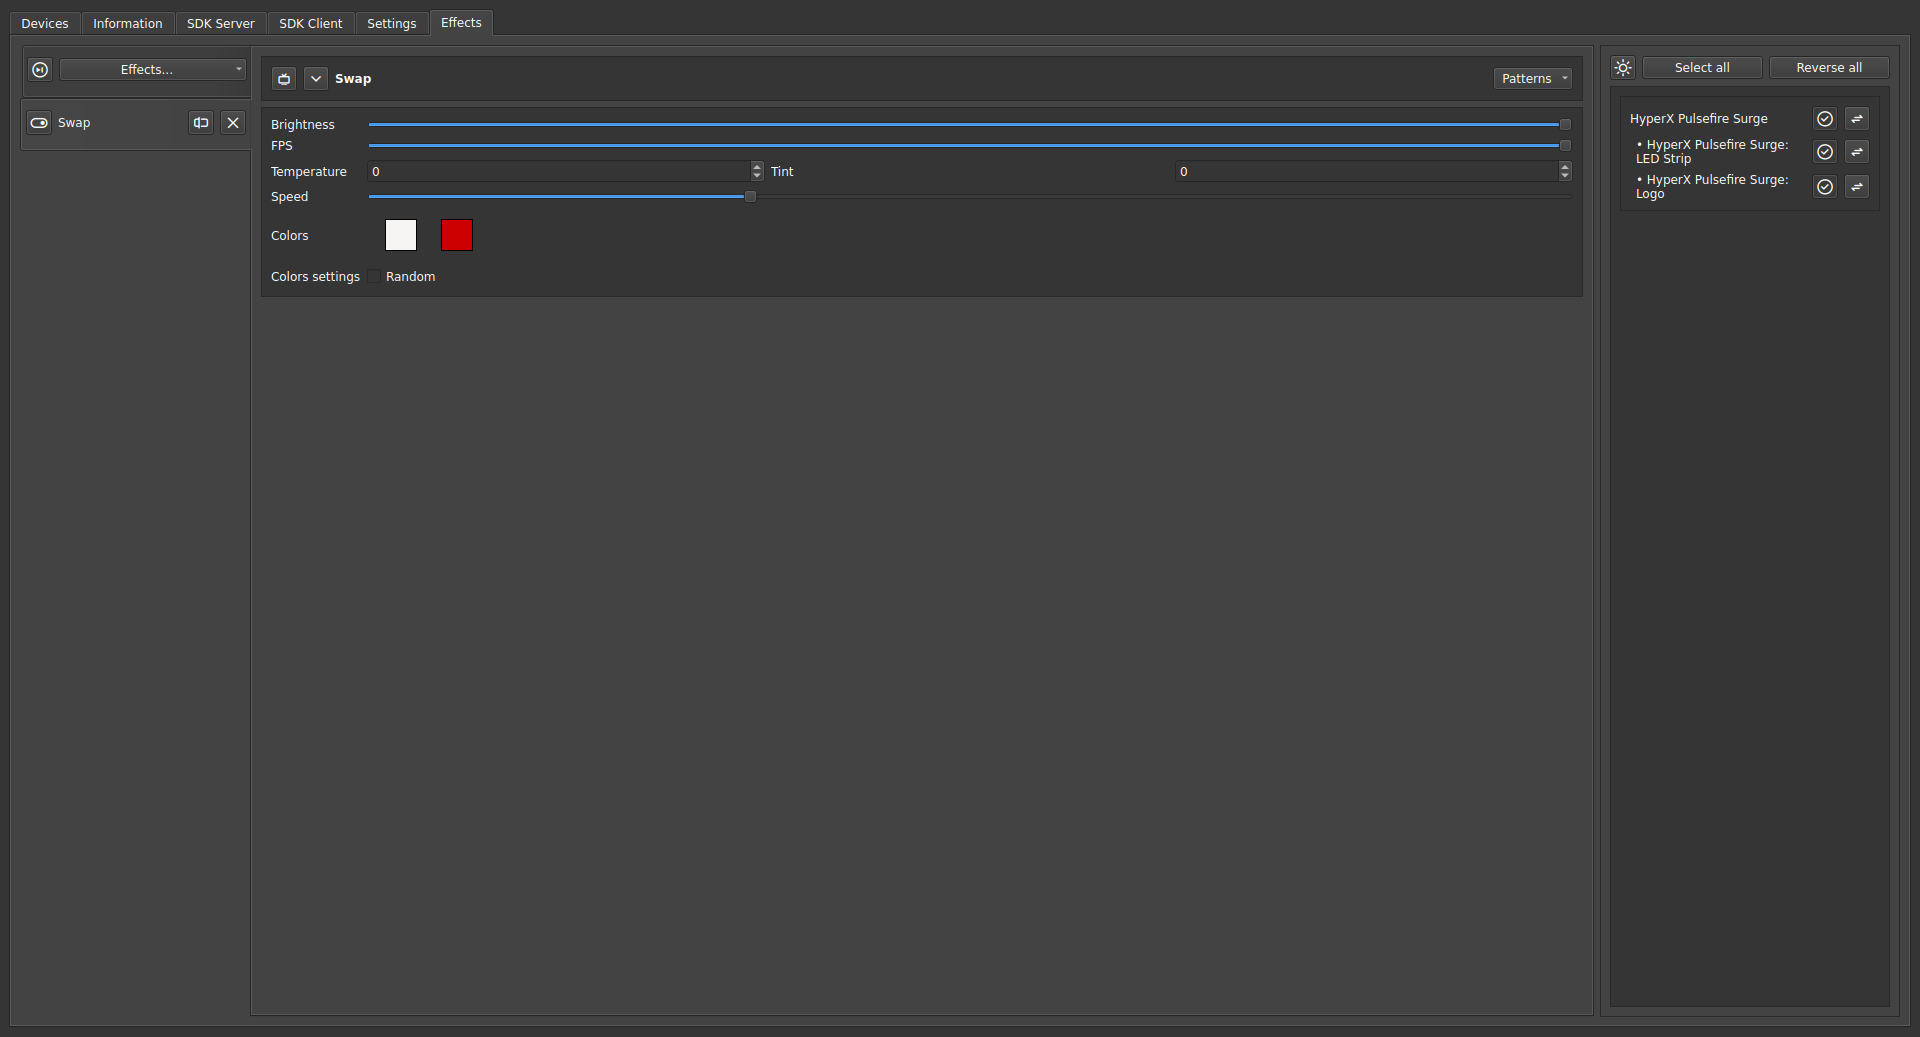 Devices
Information
SDK Server
SDK Client
Settings
Effects
Effects...
Swap
Swap
Patterns
Brightness
FPS
Temperature
0
Tint
0
Speed
Colors
Colors settings
Random
Select all
Reverse all
HyperX Pulsefire Surge
• HyperX Pulsefire Surge:
LED Strip
• HyperX Pulsefire Surge:
Logo